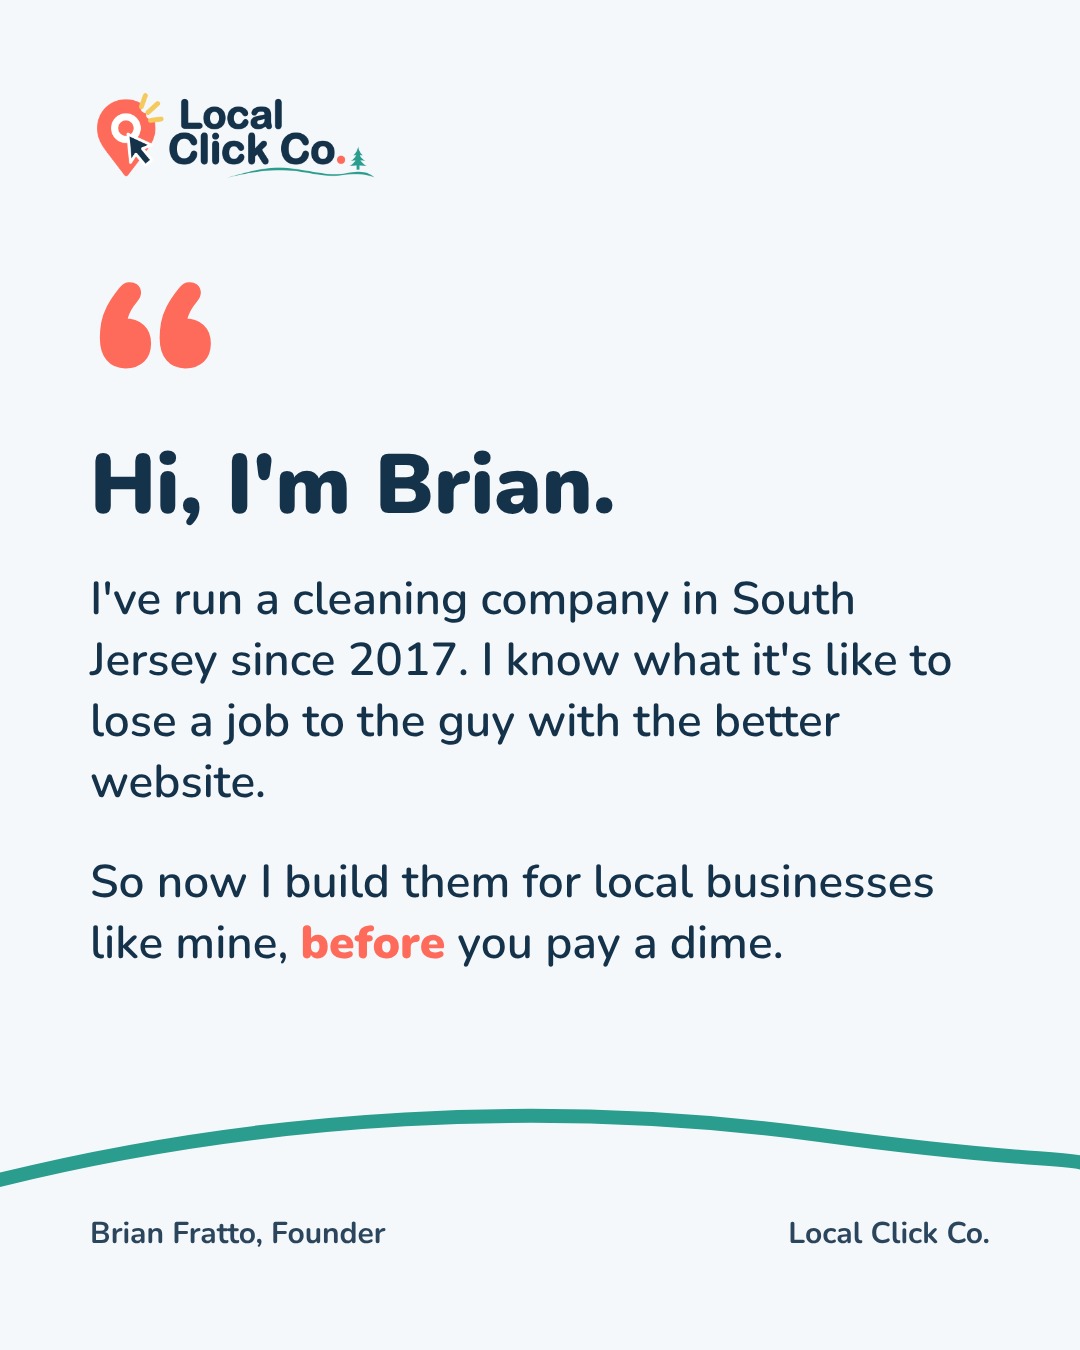 Local
Click Co.
“
Hi, I'm Brian.
I've run a cleaning company in South
Jersey since 2017. I know what it's like to
lose a job to the guy with the better
website.
So now I build them for local businesses
like mine, before you pay a dime.
Brian Fratto, Founder
Local Click Co.